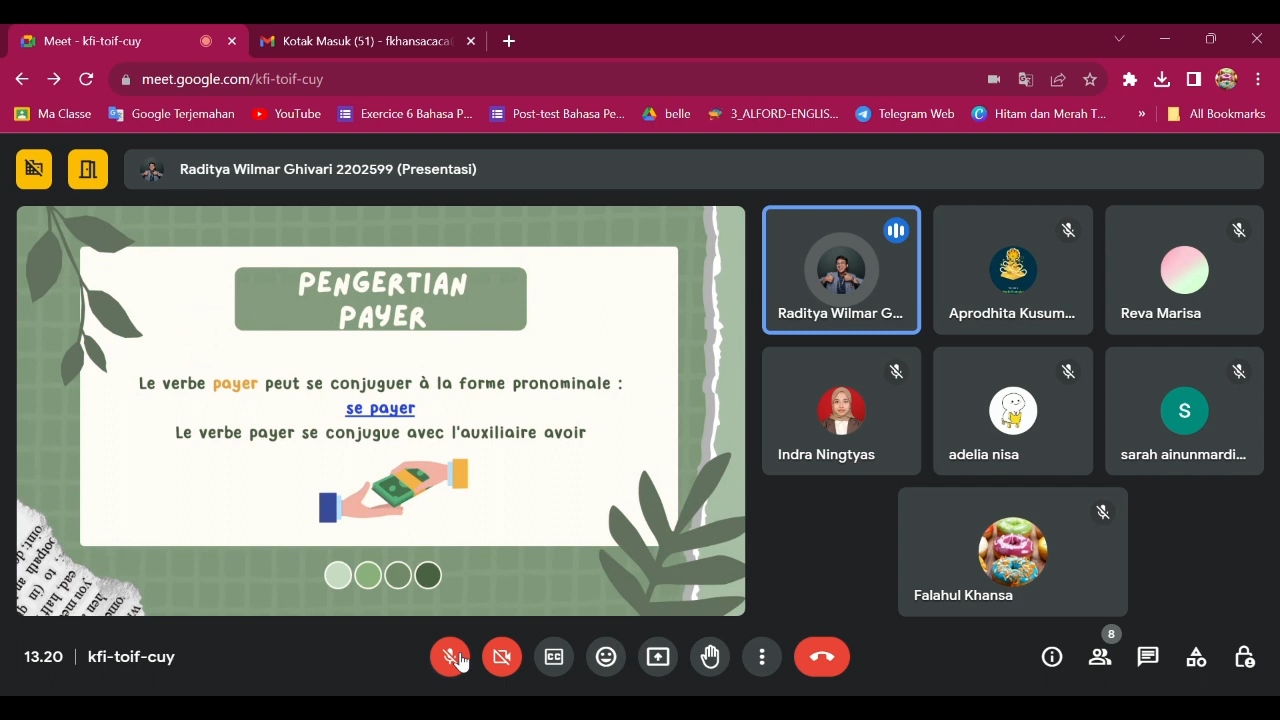 Meet - kfi-toif-cuy
Kotak Masuk (51) - fkhansacaca
meet.google.com/kfi-toif-cuy
Ma Classe
Google Terjemahan
YouTube
Exercice 6 Bahasa P...
Post-test Bahasa Pe...
belle
3_ALFORD-ENGLIS...
Telegram Web
Hitam dan Merah T...
»
All Bookmarks
Raditya Wilmar Ghivari 2202599 (Presentasi)
PENGERTIAN
PAYER
Le verbe payer peut se conjuguer à la forme pronominale :
se payer
Le verbe payer se conjugue avec l'auxiliaire avoir
Raditya Wilmar G...
Aprodhita Kusum...
Reva Marisa
Indra Ningtyas
adelia nisa
S
sarah ainunmardi...
Falahul Khansa
13.20 | kfi-toif-cuy
CC
8